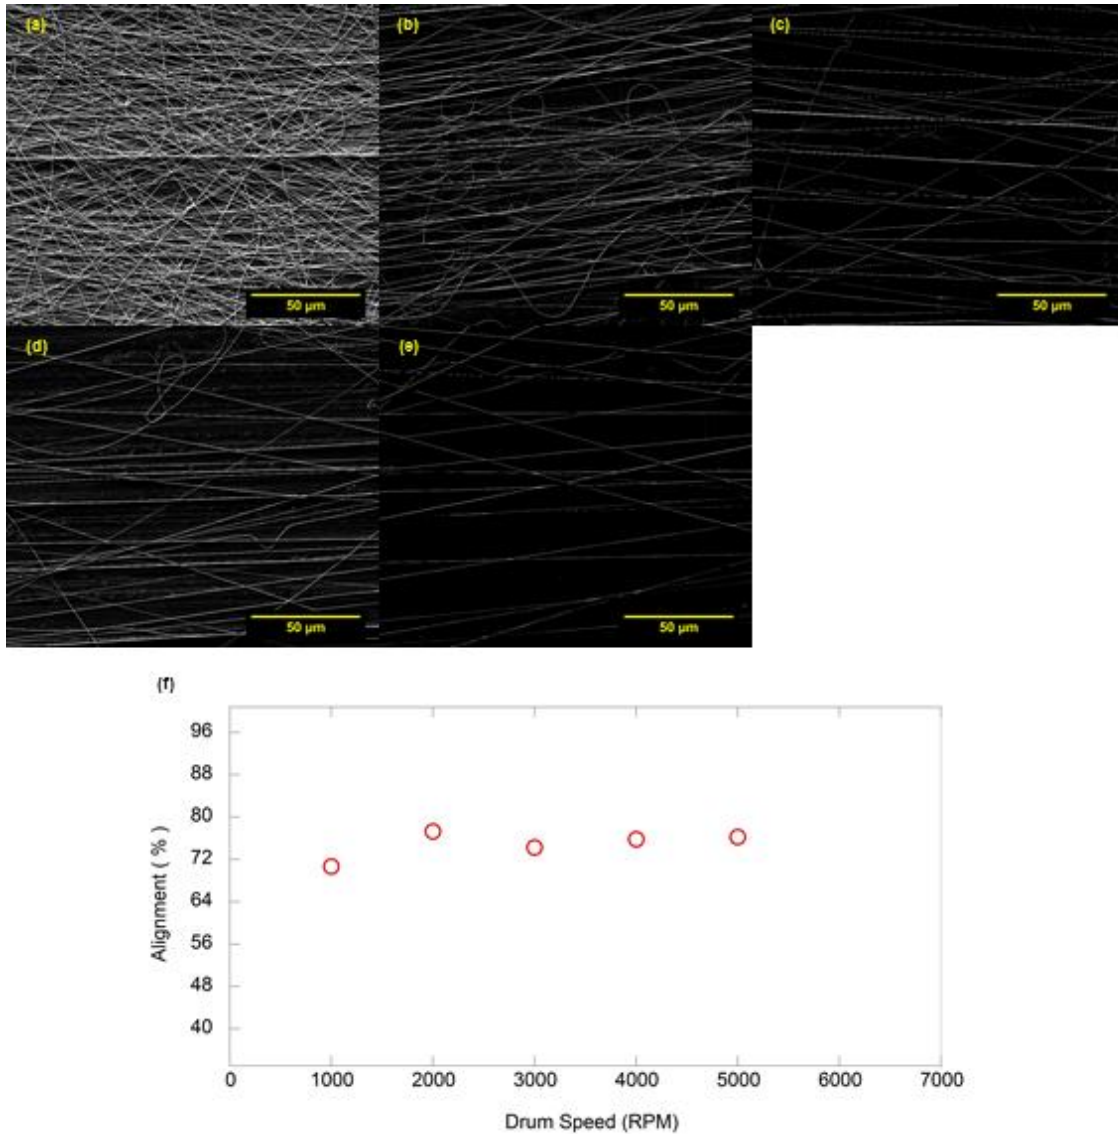 (a)
(b)
(c)
50 μm
50 μm
50 μm
(d)
(e)
50 μm
50 μm
(f)
96
88
80
72
64
56
48
40
Alignment ( % )
0 1000 2000 3000 4000 5000 6000 7000
Drum Speed (RPM)